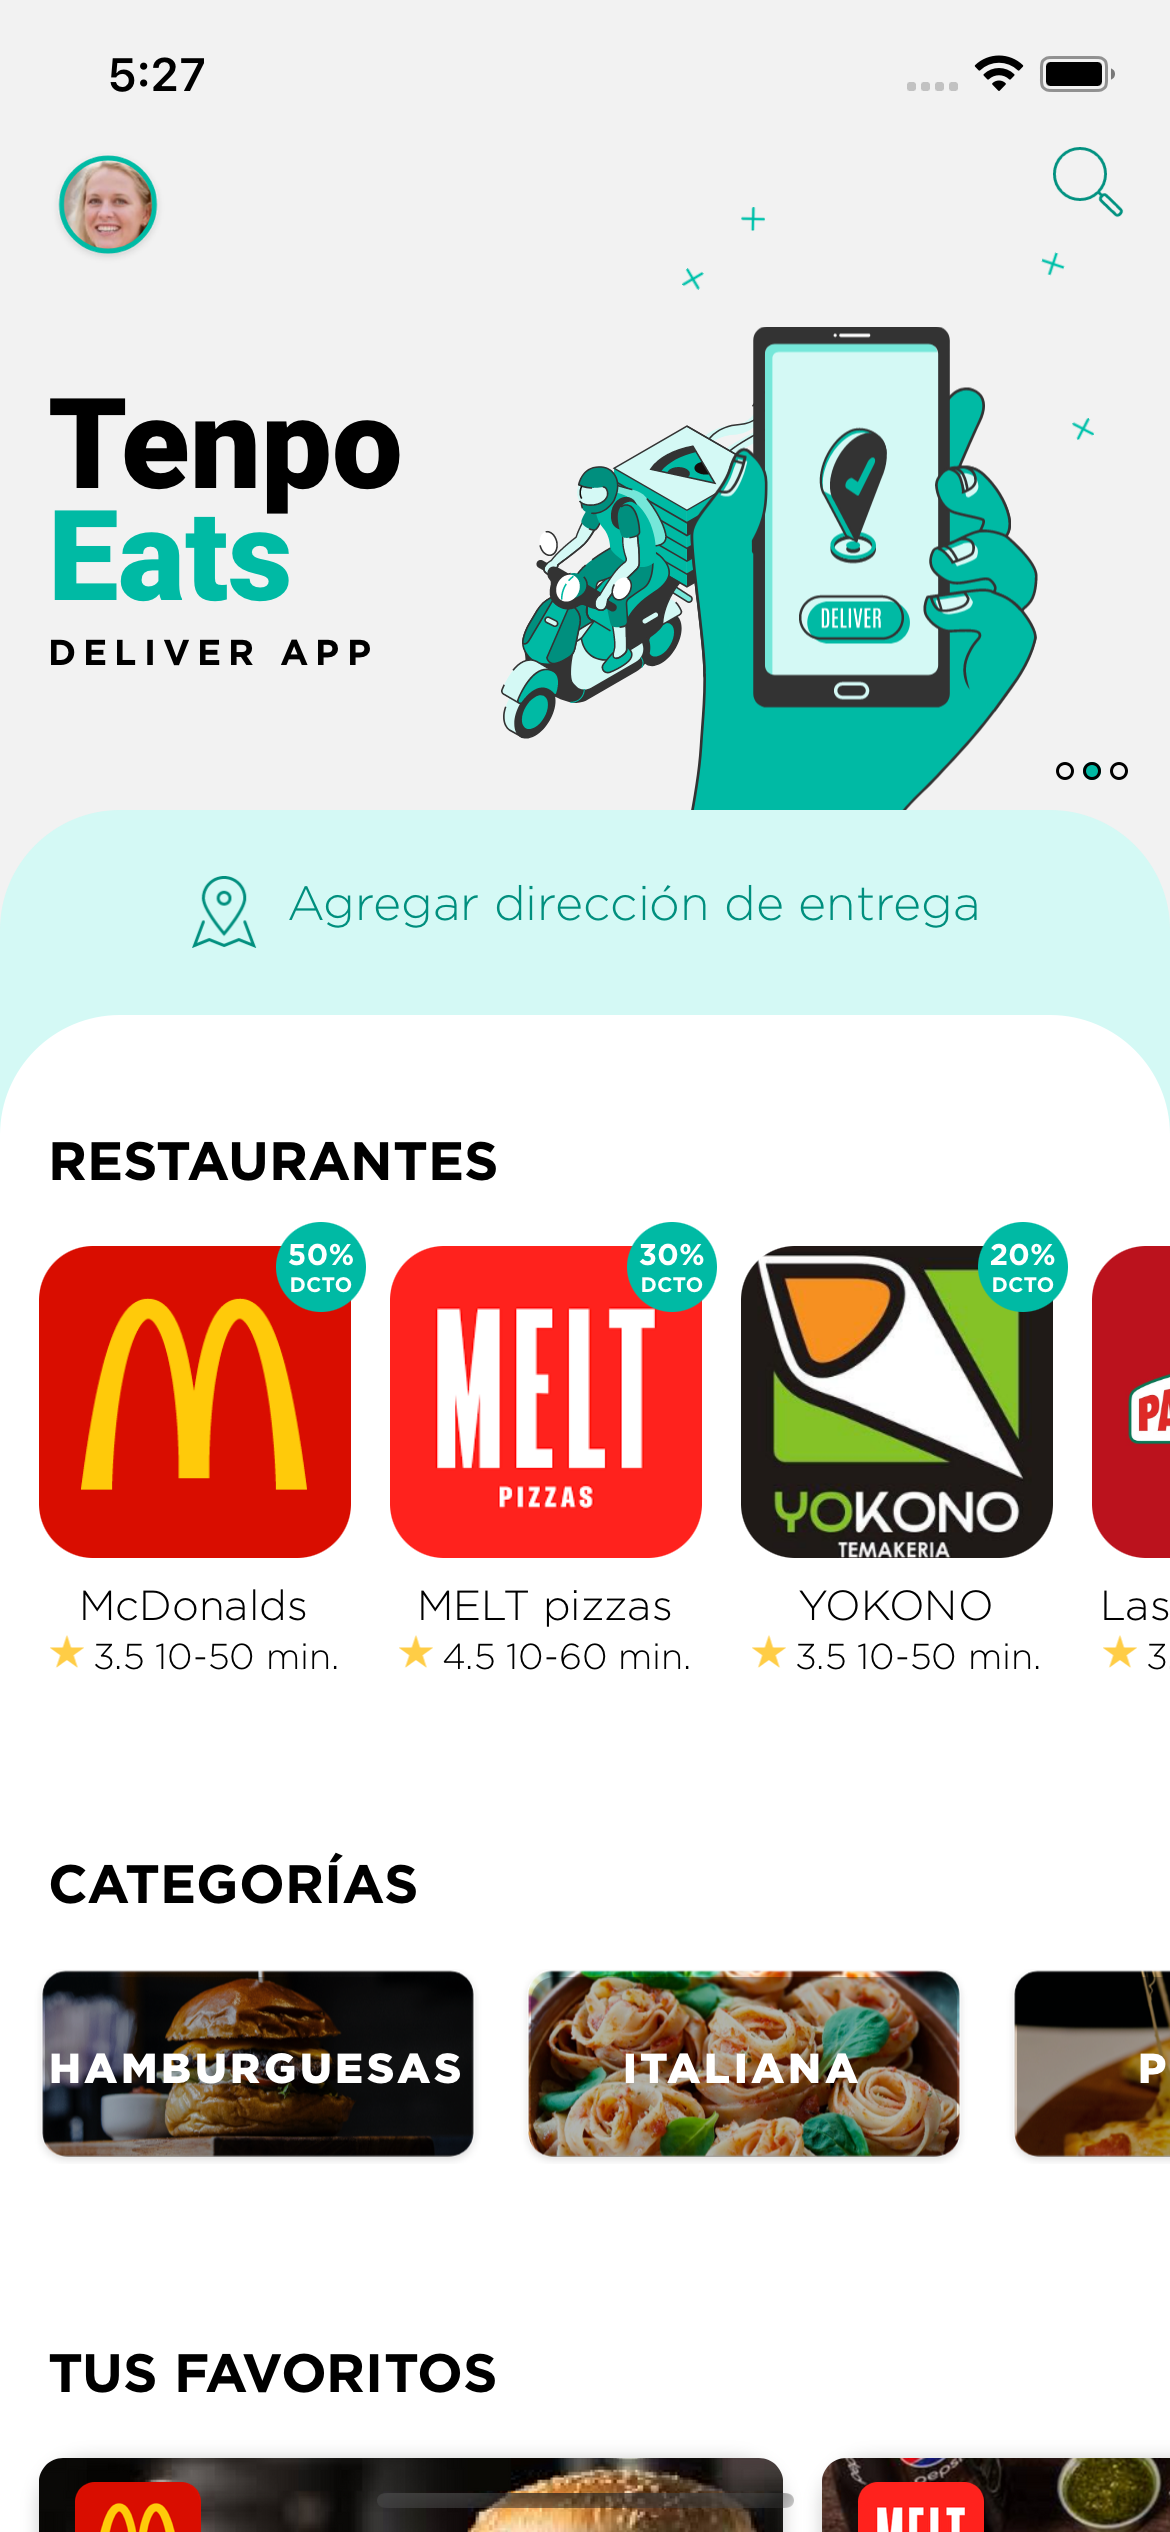 5:27
Tenpo
Eats
DELIVER APP
DELIVER
Agregar dirección de entrega
RESTAURANTES
50%
DCTO
30%
DCTO
20%
DCTO
MELT
PIZZAS
YOKONO
TEMAKERIA
PA
McDonalds
MELT pizzas
YOKONO
Las
3.5 10-50 min.
4.5 10-60 min.
3.5 10-50 min.
3
CATEGORÍAS
HAMBURGUESAS
ITALIANA
P
TUS FAVORITOS
MELT
pepsi